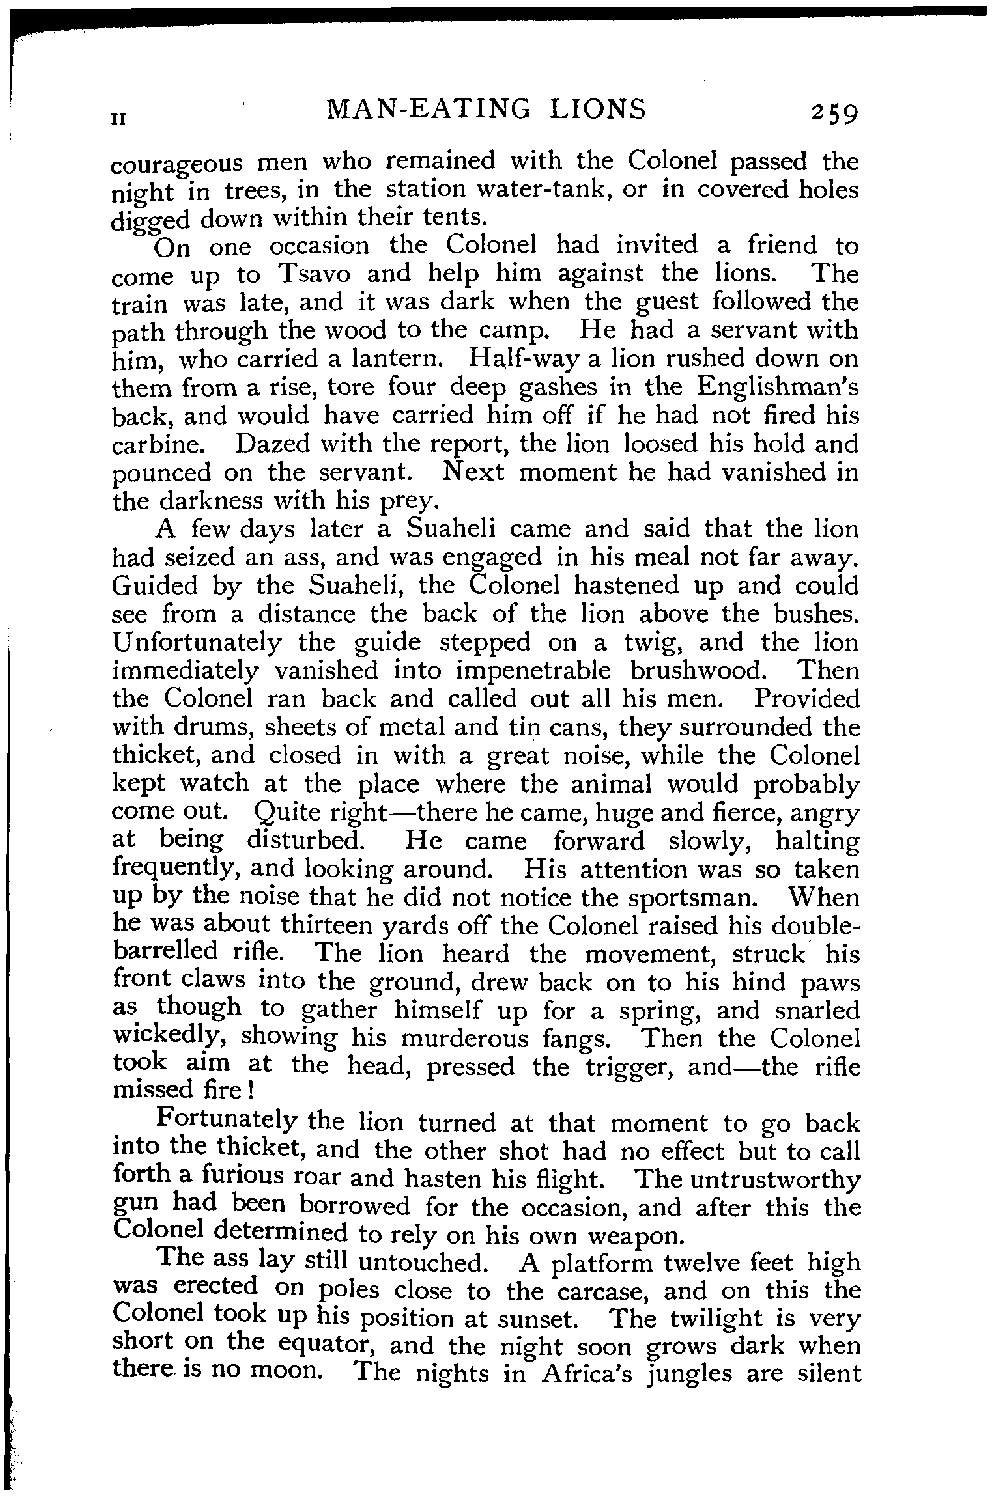 II MAN-EATING LIONS 259
courageous men who remained with the Colonel passed the
night in trees, in the station water-tank, or in covered holes
digged down within their tents.
On one occasion the Colonel had invited a friend to
come up to Tsavo and help him against the lions. The
train was late, and it was dark when the guest followed the
path through the wood to the camp. He had a servant with
him, who carried a lantern. Half-way a lion rushed down on
them from a rise, tore four deep gashes in the Englishman's
back, and would have carried him off if he had not fired his
carbine. Dazed with the report, the lion loosed his hold and
pounced on the servant. Next moment he had vanished in
the darkness with his prey.
A few days later a Suaheli came and said that the lion
had seized an ass, and was engaged in his meal not far away.
Guided by the Suaheli, the Colonel hastened up and could
see from a distance the back of the lion above the bushes.
Unfortunately the guide stepped on a twig, and the lion
immediately vanished into impenetrable brushwood. Then
the Colonel ran back and called out all his men. Provided
with drums, sheets of metal and tin cans, they surrounded the
thicket, and closed in with a great noise, while the Colonel
kept watch at the place where the animal would probably
come out. Quite right—there he came, huge and fierce, angry
at being disturbed. He came forward slowly, halting
frequently, and looking around. His attention was so taken
up by the noise that he did not notice the sportsman. When
he was about thirteen yards off the Colonel raised his double-
barrelled rifle. The lion heard the movement, struck his
front claws into the ground, drew back on to his hind paws
as though to gather himself up for a spring, and snarled
wickedly, showing his murderous fangs. Then the Colonel
took aim at the head, pressed the trigger, and—the rifle
missed fire!
Fortunately the lion turned at that moment to go back
into the thicket, and the other shot had no effect but to call
forth a furious roar and hasten his flight. The untrustworthy
gun had been borrowed for the occasion, and after this the
Colonel determined to rely on his own weapon.
The ass lay still untouched. A platform twelve feet high
was erected on poles close to the carcase, and on this the
Colonel took up his position at sunset. The twilight is very
short on the equator, and the night soon grows dark when
there is no moon. The nights in Africa's jungles are silent